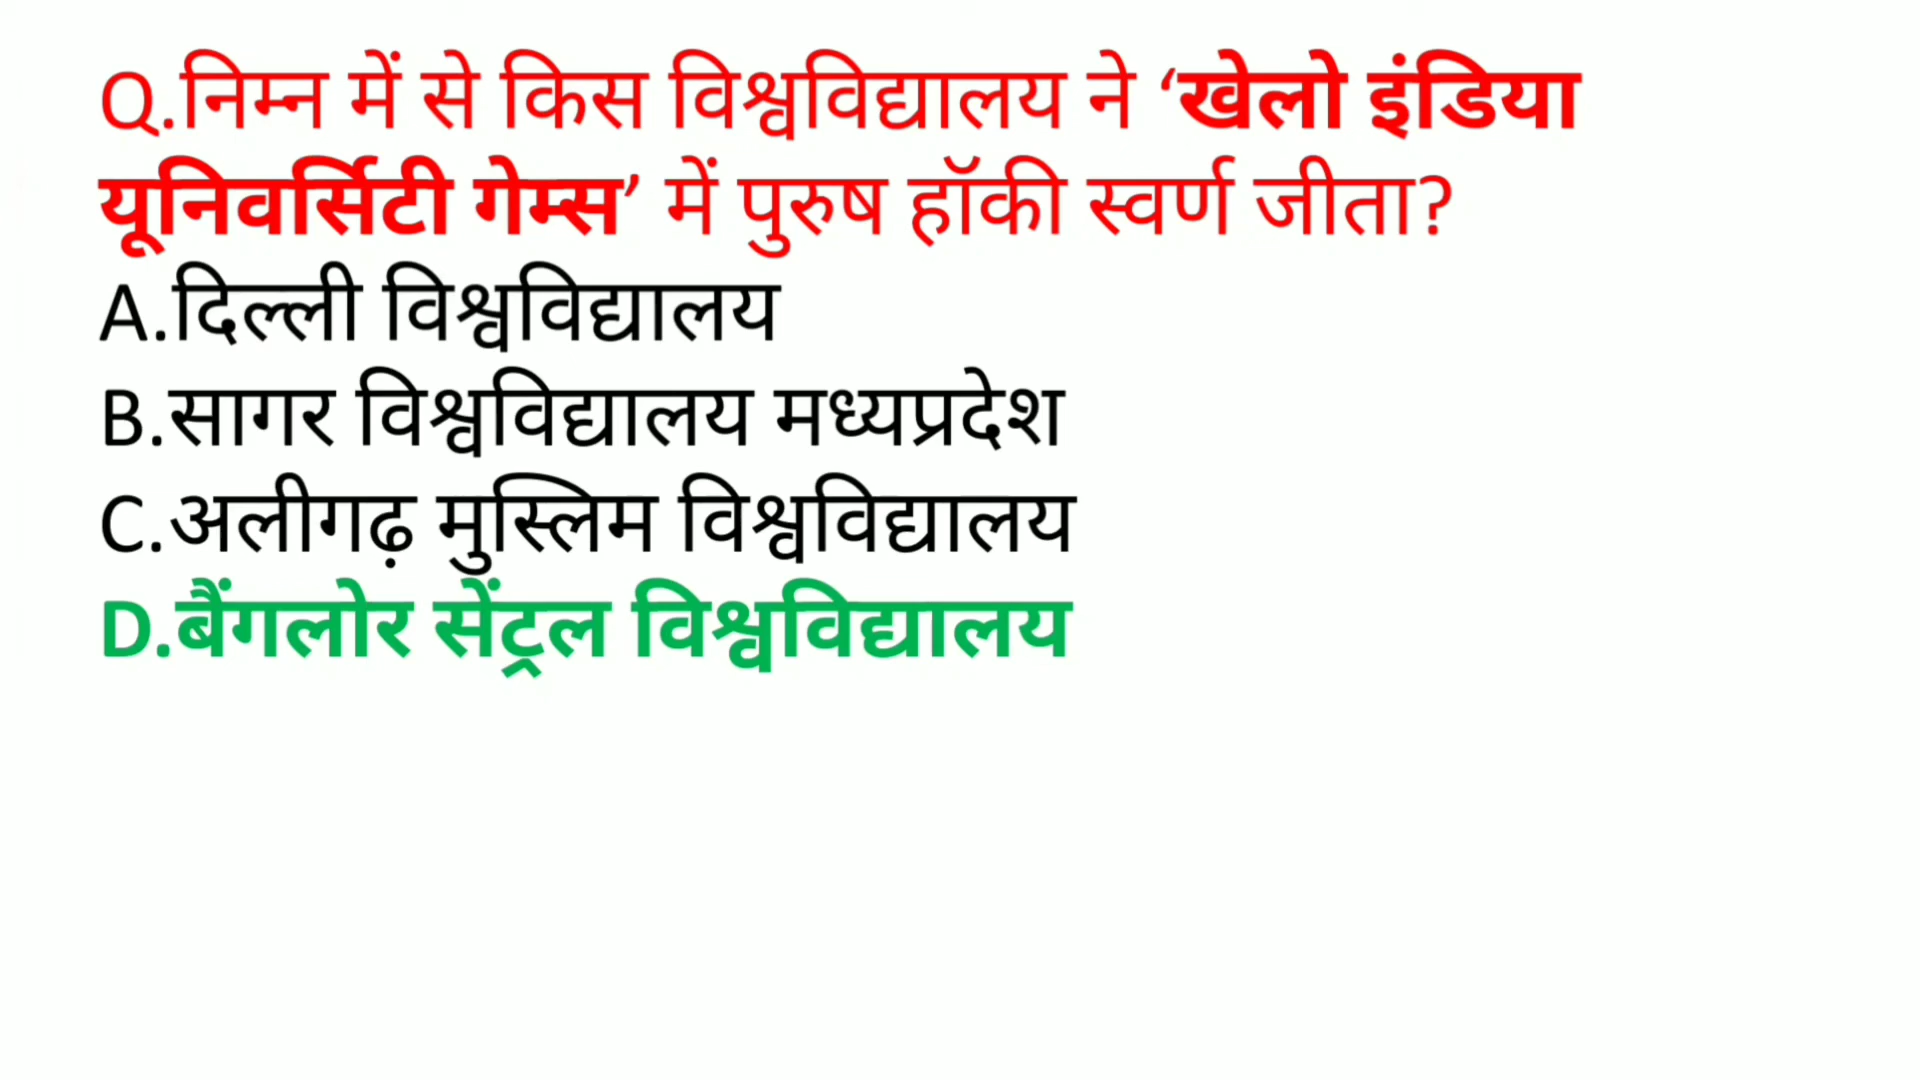 Q.निम्न में से किस विश्वविद्यालय ने ‘खेलो इंडिया
यूनिवर्सिटी गेम्स’ में पुरुष हॉकी स्वर्ण जीता?
A.दिल्ली विश्वविद्यालय
B.सागर विश्वविद्यालय मध्यप्रदेश
C.अलीगढ़ मुस्लिम विश्वविद्यालय
D.बैंगलोर सेंट्रल विश्वविद्यालय